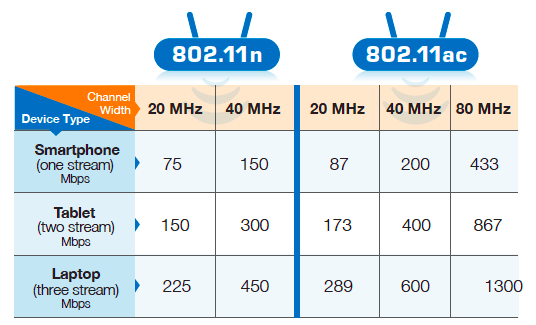 802.11n 802.11ac
Channel
Width
Device Type
20 MHz 40 MHz 20 MHz 40 MHz 80 MHz
Smartphone
(one stream)
Mbps
75 150 87 200 433
Tablet
(two stream)
Mbps
150 300 173 400 867
Laptop
(three stream)
Mbps
225 450 289 600 1300